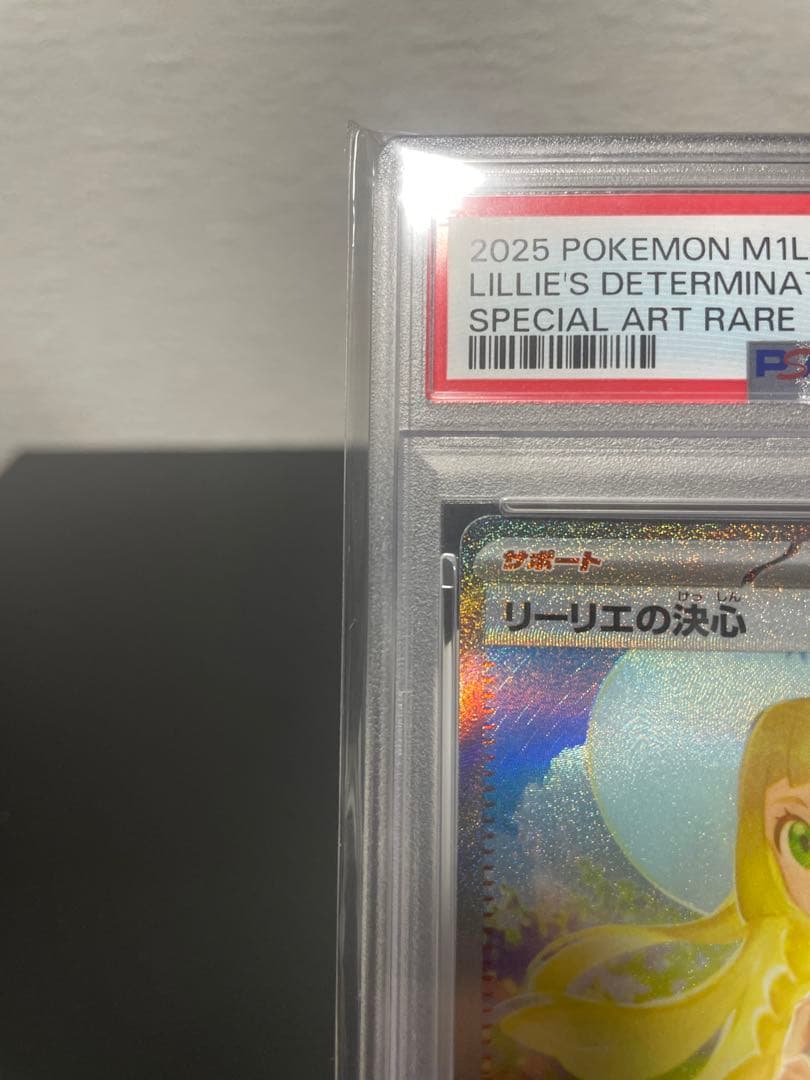 2025 POKEMON M1L
LILLIE'S DETERMINAT
SPECIAL ART RARE
PSA
サポート
けっしん
リーリエの決心